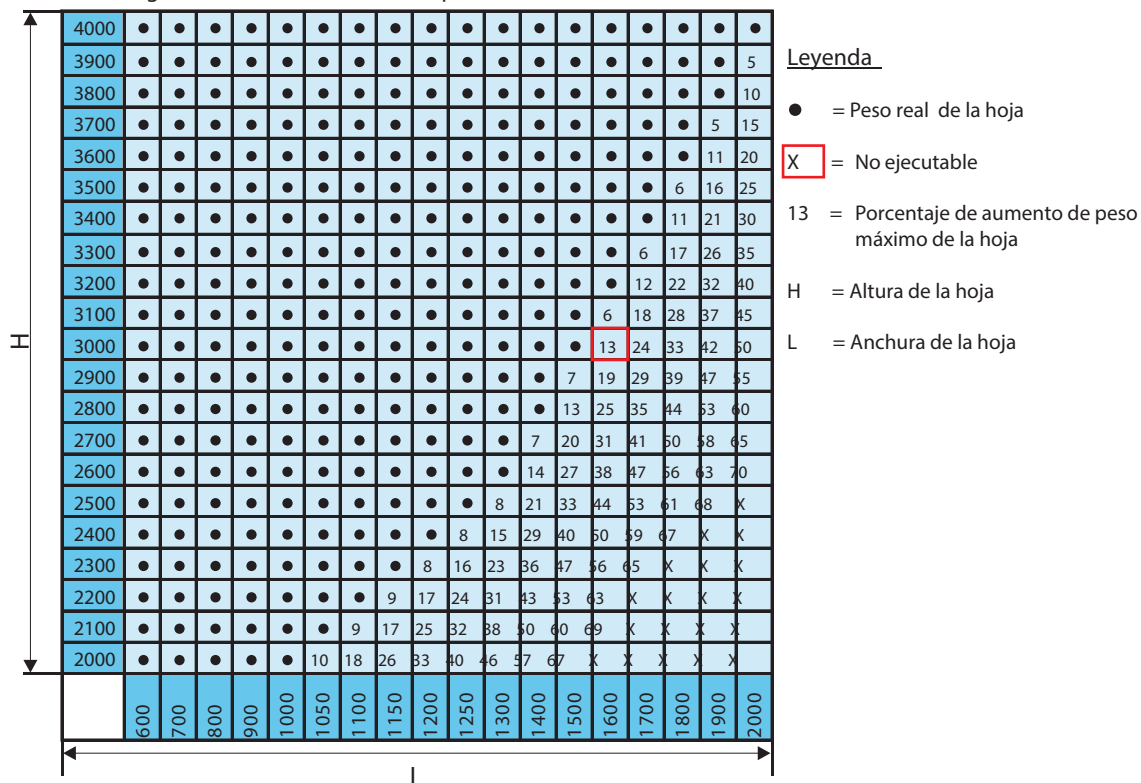 4000 ● ● ● ● ● ● ● ● ● ● ● ● ● ● ● ● ● ●
3900 ● ● ● ● ● ● ● ● ● ● ● ● ● ● ● ● ● 5
3800 ● ● ● ● ● ● ● ● ● ● ● ● ● ● ● ● ● 10
3700 ● ● ● ● ● ● ● ● ● ● ● ● ● ● ● ● 5 15
3600 ● ● ● ● ● ● ● ● ● ● ● ● ● ● ● ● 11 20
3500 ● ● ● ● ● ● ● ● ● ● ● ● ● ● ● 6 16 25
3400 ● ● ● ● ● ● ● ● ● ● ● ● ● ● ● 11 21 30
3300 ● ● ● ● ● ● ● ● ● ● ● ● ● ● 6 17 26 35
3200 ● ● ● ● ● ● ● ● ● ● ● ● ● ● 12 22 32 40
3100 ● ● ● ● ● ● ● ● ● ● ● ● ● 6 18 28 37 45
3000 ● ● ● ● ● ● ● ● ● ● ● ● ● 13 24 33 42 50
2900 ● ● ● ● ● ● ● ● ● ● ● ● 7 19 29 39 47 55
2800 ● ● ● ● ● ● ● ● ● ● ● ● 13 25 35 44 53 60
2700 ● ● ● ● ● ● ● ● ● ● ● 7 20 31 41 50 58 65
2600 ● ● ● ● ● ● ● ● ● ● ● 14 27 38 47 56 63 70
2500 ● ● ● ● ● ● ● ● ● ● 8 21 33 44 53 61 68 X
2400 ● ● ● ● ● ● ● ● ● 8 15 29 40 50 59 67 X X
2300 ● ● ● ● ● ● ● ● 8 16 23 36 47 56 65 X X X
2200 ● ● ● ● ● ● ● 9 17 24 31 43 53 63 X X X X
2100 ● ● ● ● ● ● 9 17 25 32 38 50 60 69 X X X X
2000 ● ● ● ● ● 10 18 26 33 40 46 57 67 X X X X X
600 700 800 900 1000 1050 1100 1150 1200 1250 1300 1400 1500 1600 1700 1800 1900 2000
H
Leyenda
● = Peso real de la hoja
X = No ejecutable
13 = Porcentaje de aumento de peso
máximo de la hoja
H = Altura de la hoja
L = Anchura de la hoja